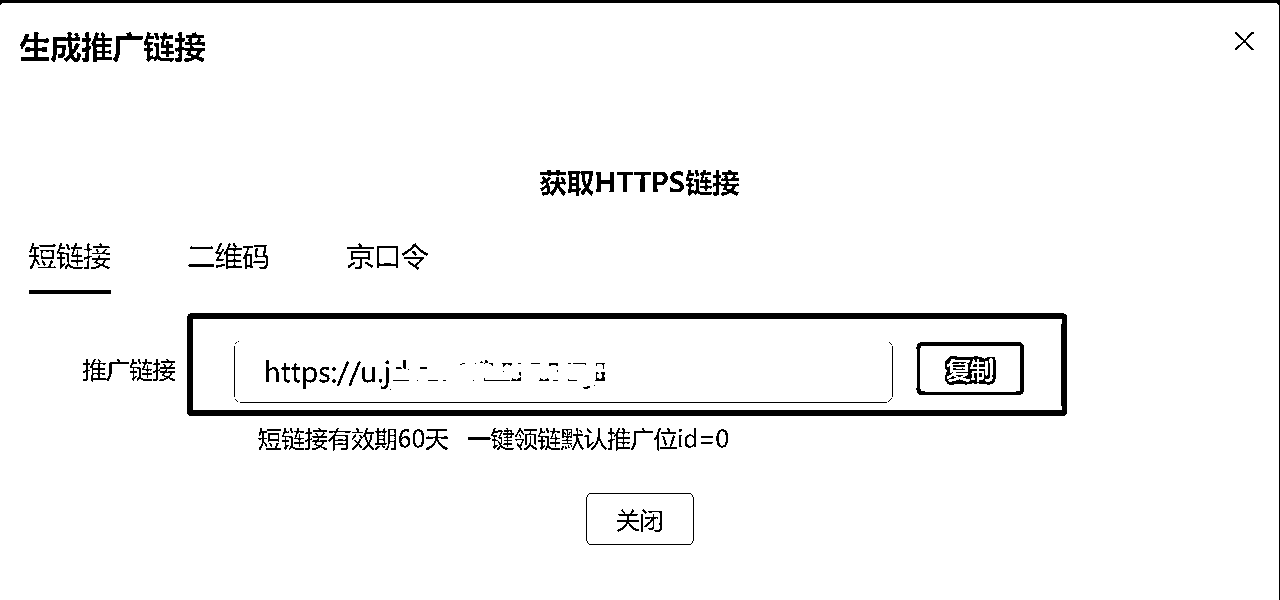 生成推广链接
获取HTTPS链接
短链接 二维码 京口令
推广链接 https://u.j 复制
短链接有效期60天 一键领链默认推广位id=0
关闭